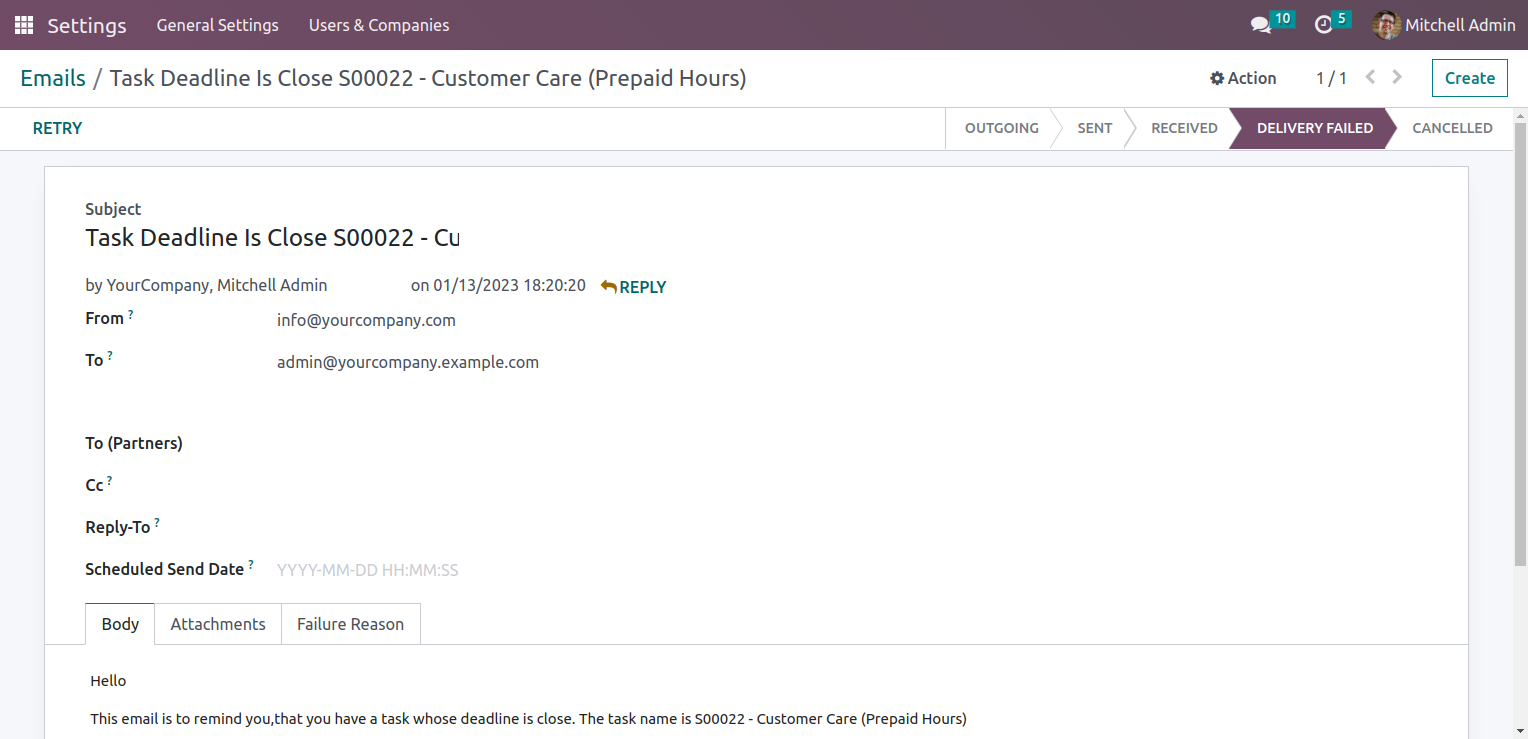 Settings General Settings Users & Companies 10 5 Mitchell Admin
Emails / Task Deadline Is Close S00022 - Customer Care (Prepaid Hours) Action 1 / 1 Create
RETRY OUTGOING SENT RECEIVED DELIVERY FAILED CANCELLED
Subject
Task Deadline Is Close S00022 - Cu
by YourCompany, Mitchell Admin on 01/13/2023 18:20:20 REPLY
From ? info@yourcompany.com
To ? admin@yourcompany.example.com
To (Partners)
Cc ?
Reply-To ?
Scheduled Send Date ? YYYY-MM-DD HH:MM:SS
Body Attachments Failure Reason
Hello
This email is to remind you,that you have a task whose deadline is close. The task name is S00022 - Customer Care (Prepaid Hours)